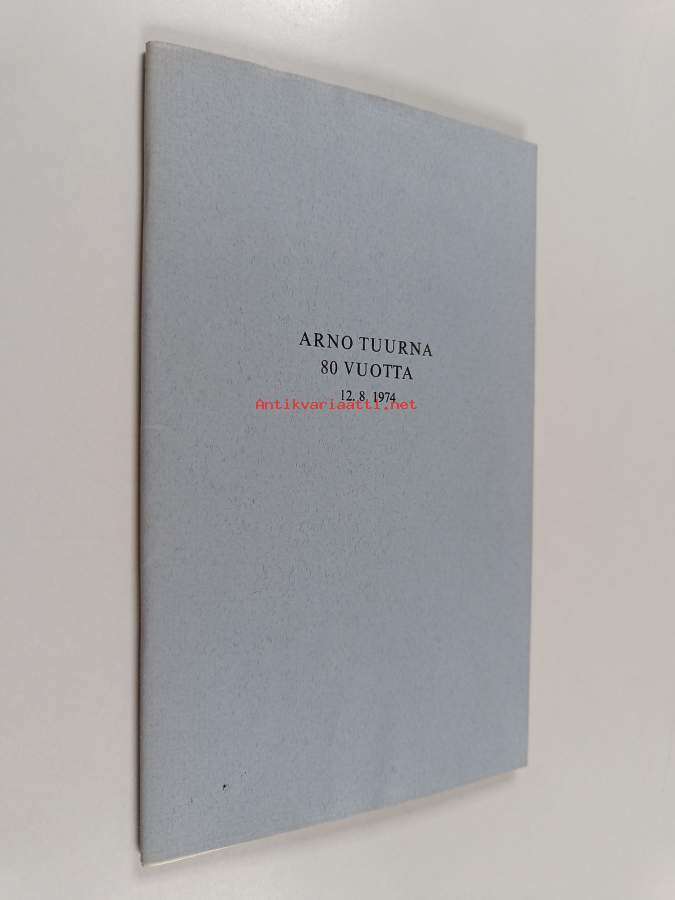 ARNO TUURNA
80 VUOTTA
12. 8. 1974
Antikvariaatti.net